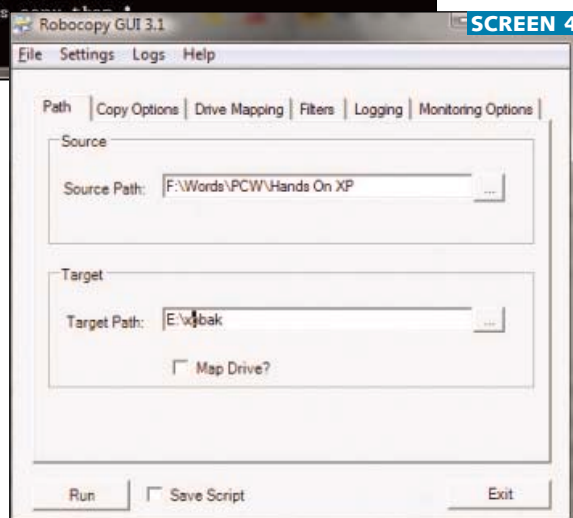 SCREEN 4
Robocopy GUI 3.1
File Settings Logs Help
Path Copy Options Drive Mapping Filters Logging Monitoring Options
Source
Source Path: F:\Words\PCW\Hands On XP ...
Target
Target Path: ...
Map Drive?
Run Save Script Exit